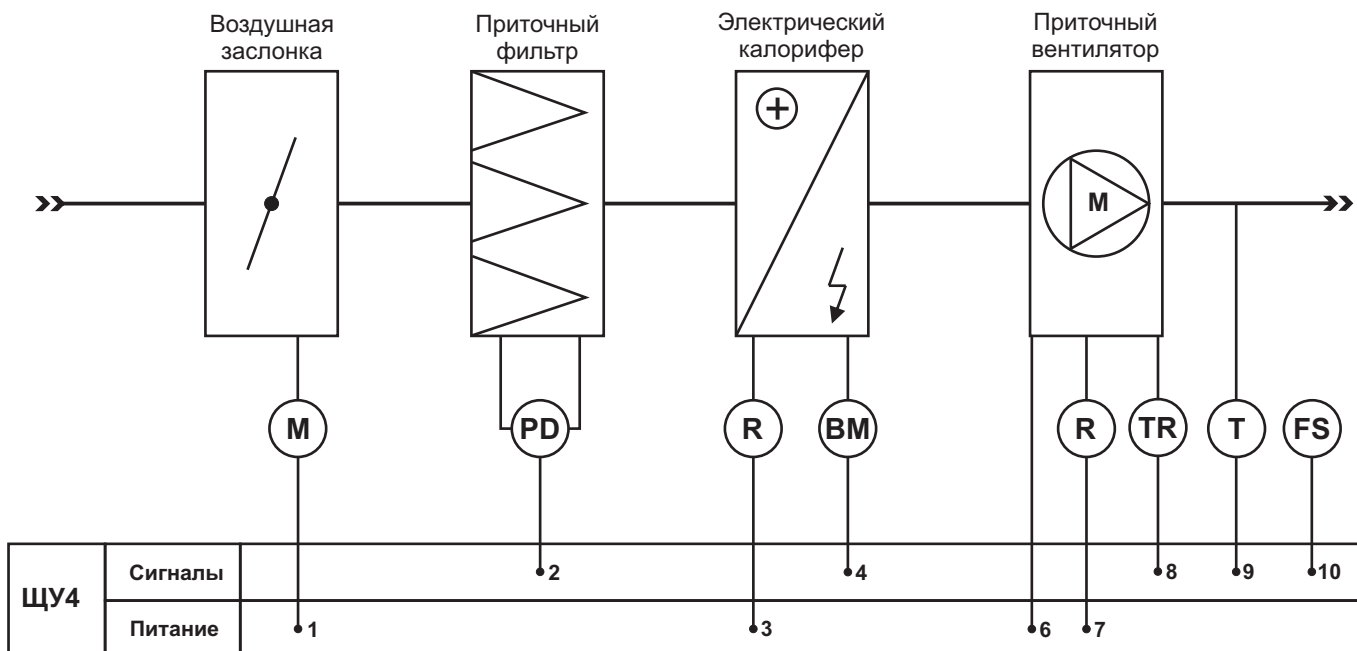 Воздушная
заслонка
Приточный
фильтр
Электрический
калорифер
Приточный
вентилятор
M
M
PD
R
BM
R
TR
T
FS
ЩУ4
Сигналы
2
4
8
9
10
Питание
1
3
6
7